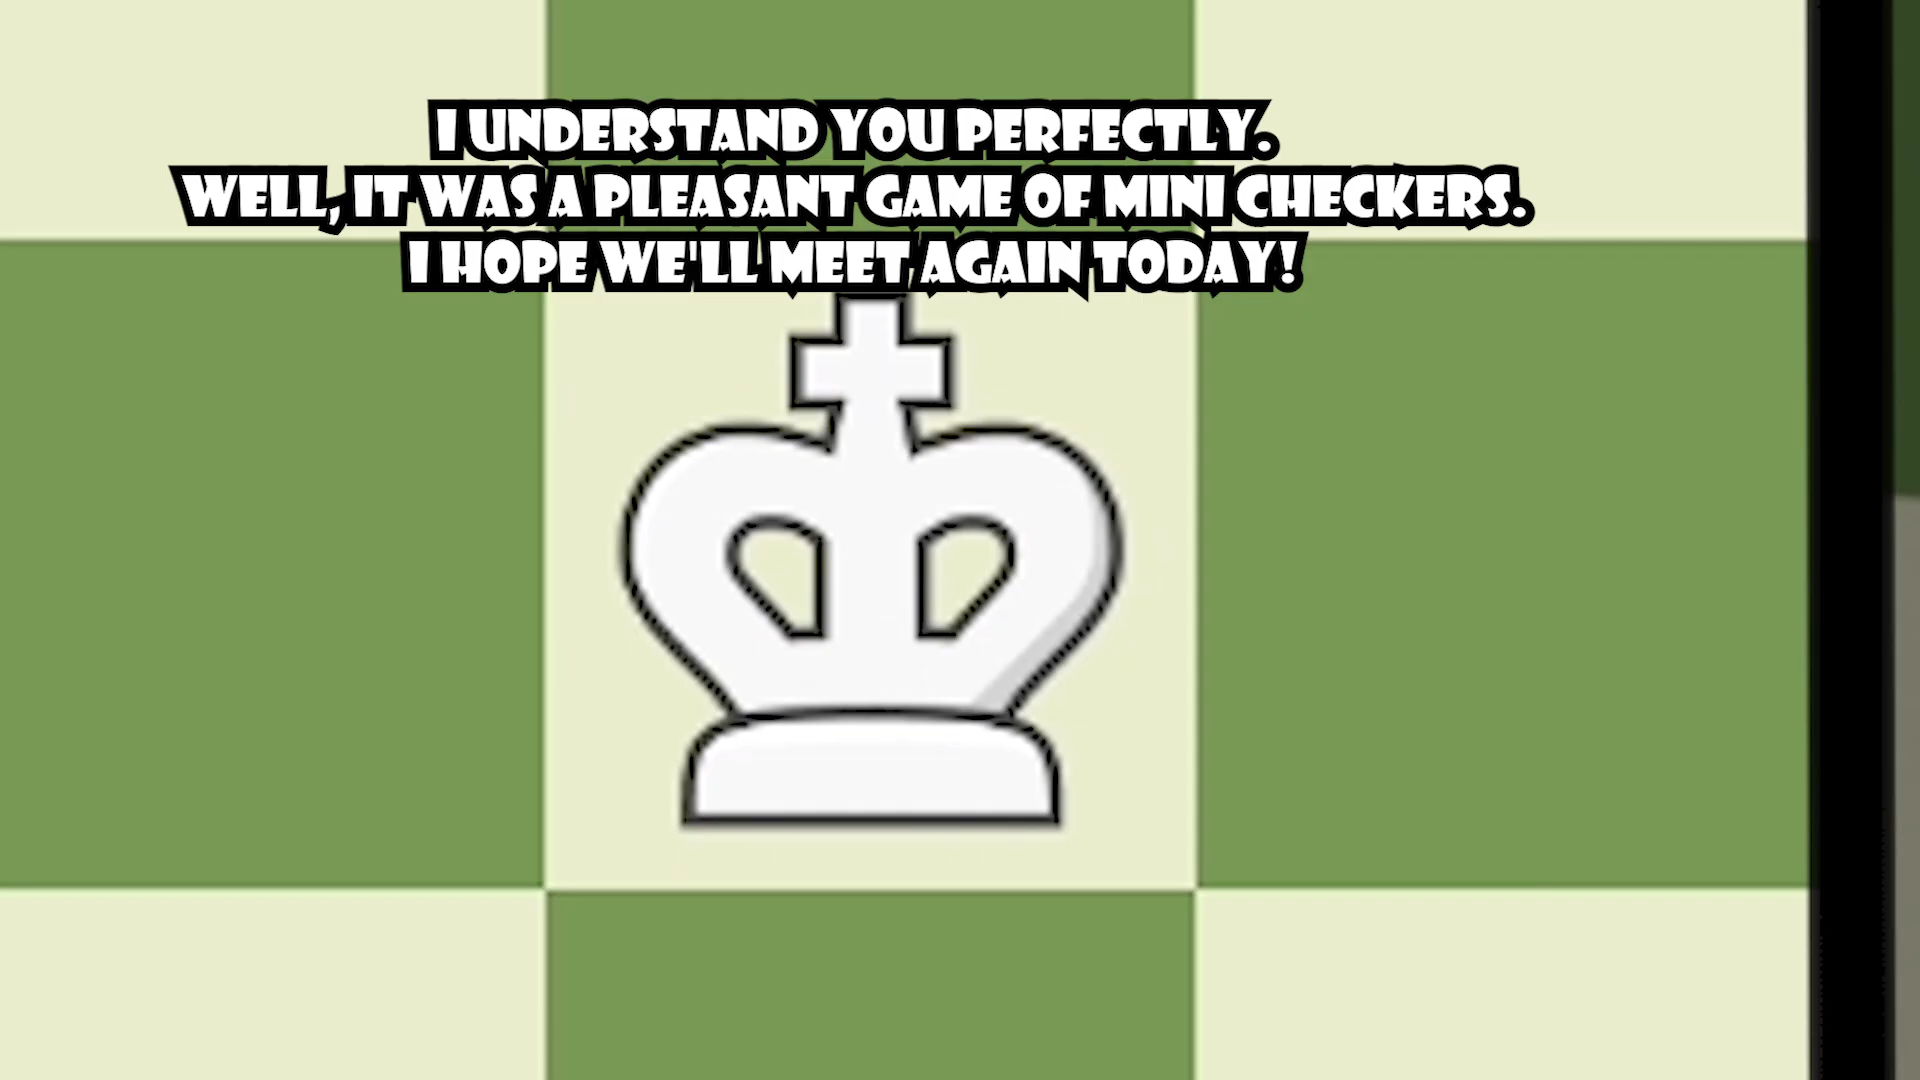 I UNDERSTAND YOU PERFECTLY.
WELL, IT WAS A PLEASANT GAME OF MINI CHECKERS.
I HOPE WE'LL MEET AGAIN TODAY!